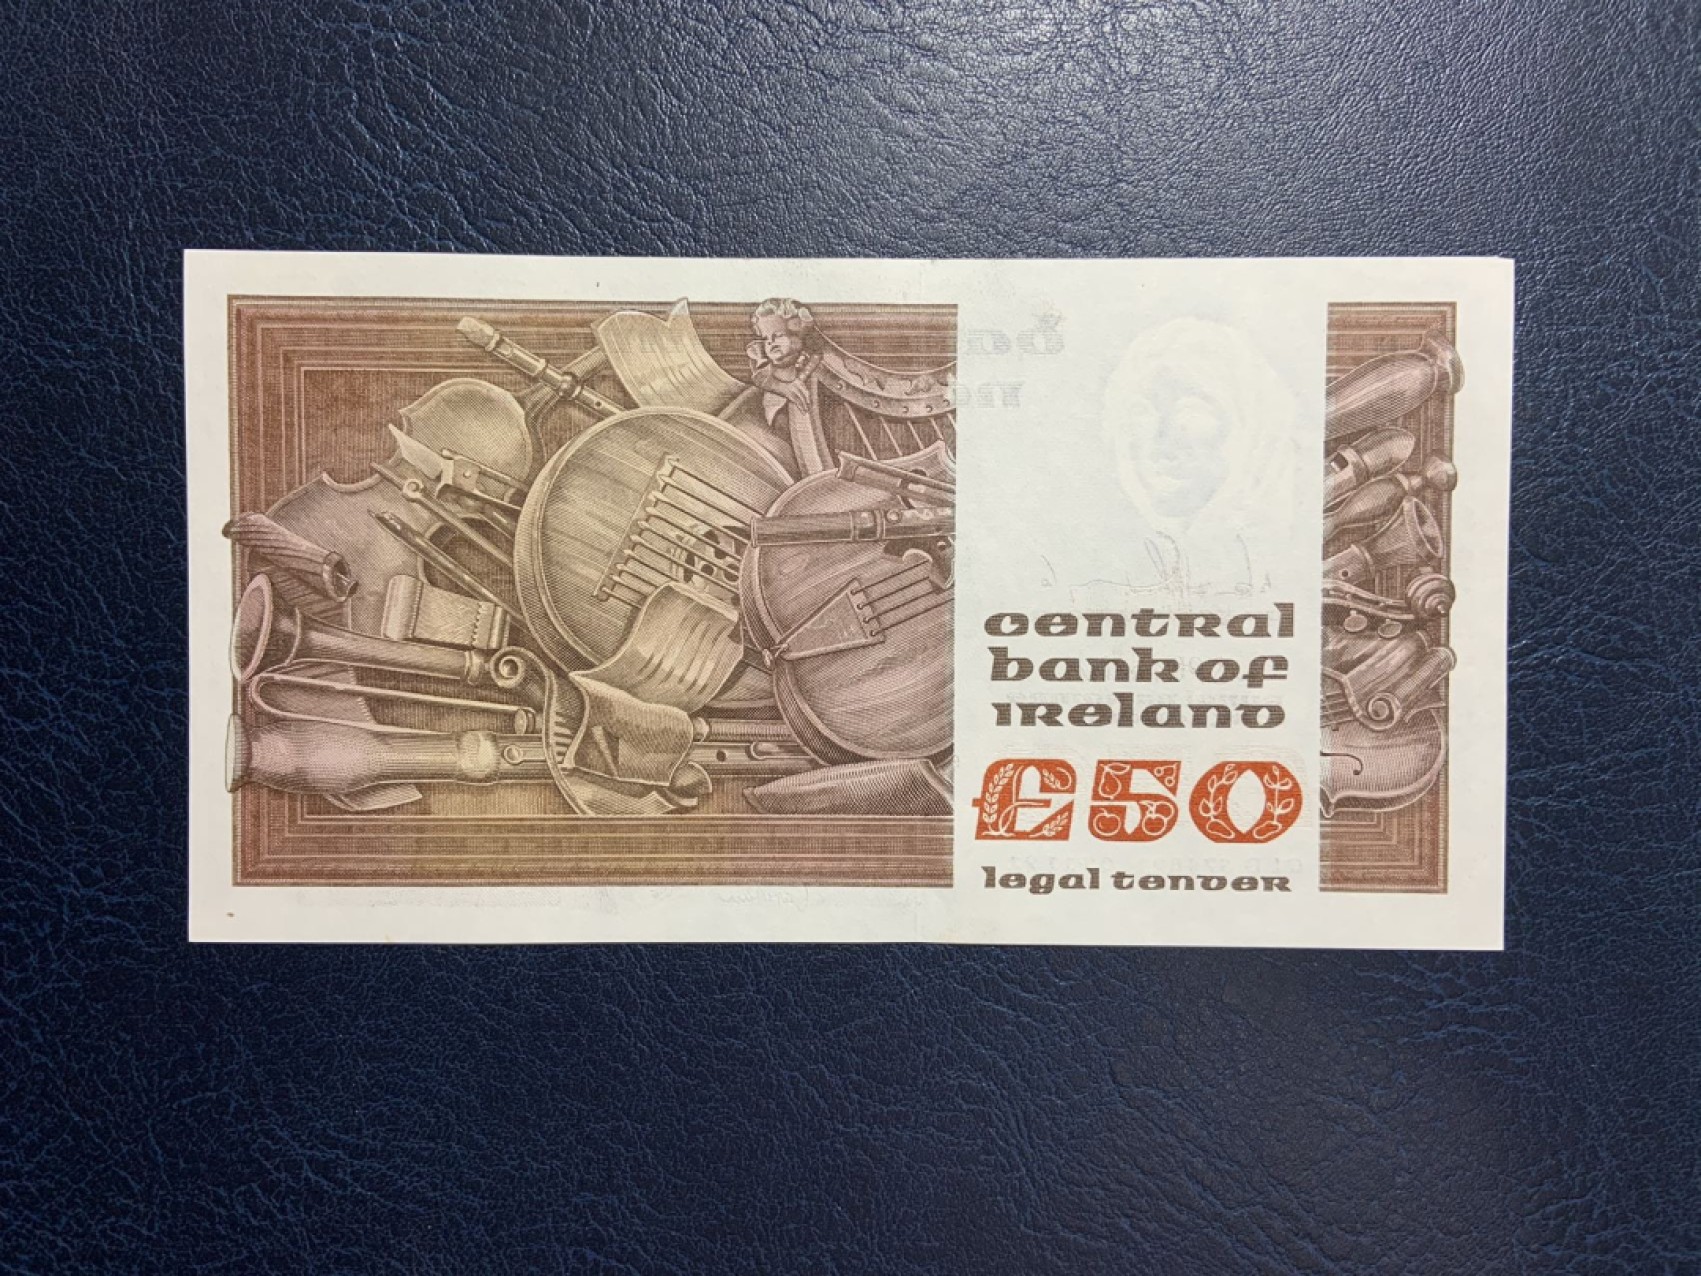 central
bank of
ireland
£50
legal tender